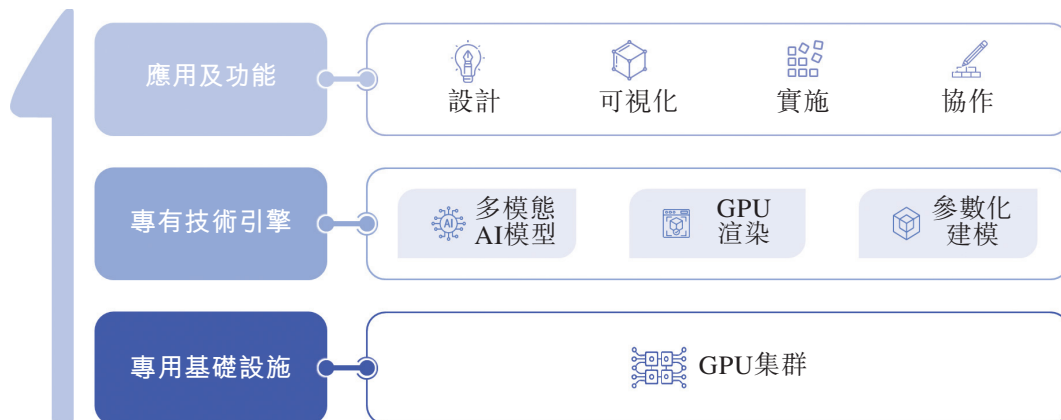 應用及功能
設計
可視化
實施
協作
專有技術引擎
AI
多模態
AI模型
GPU
渲染
參數化
建模
專用基礎設施
GPU集群